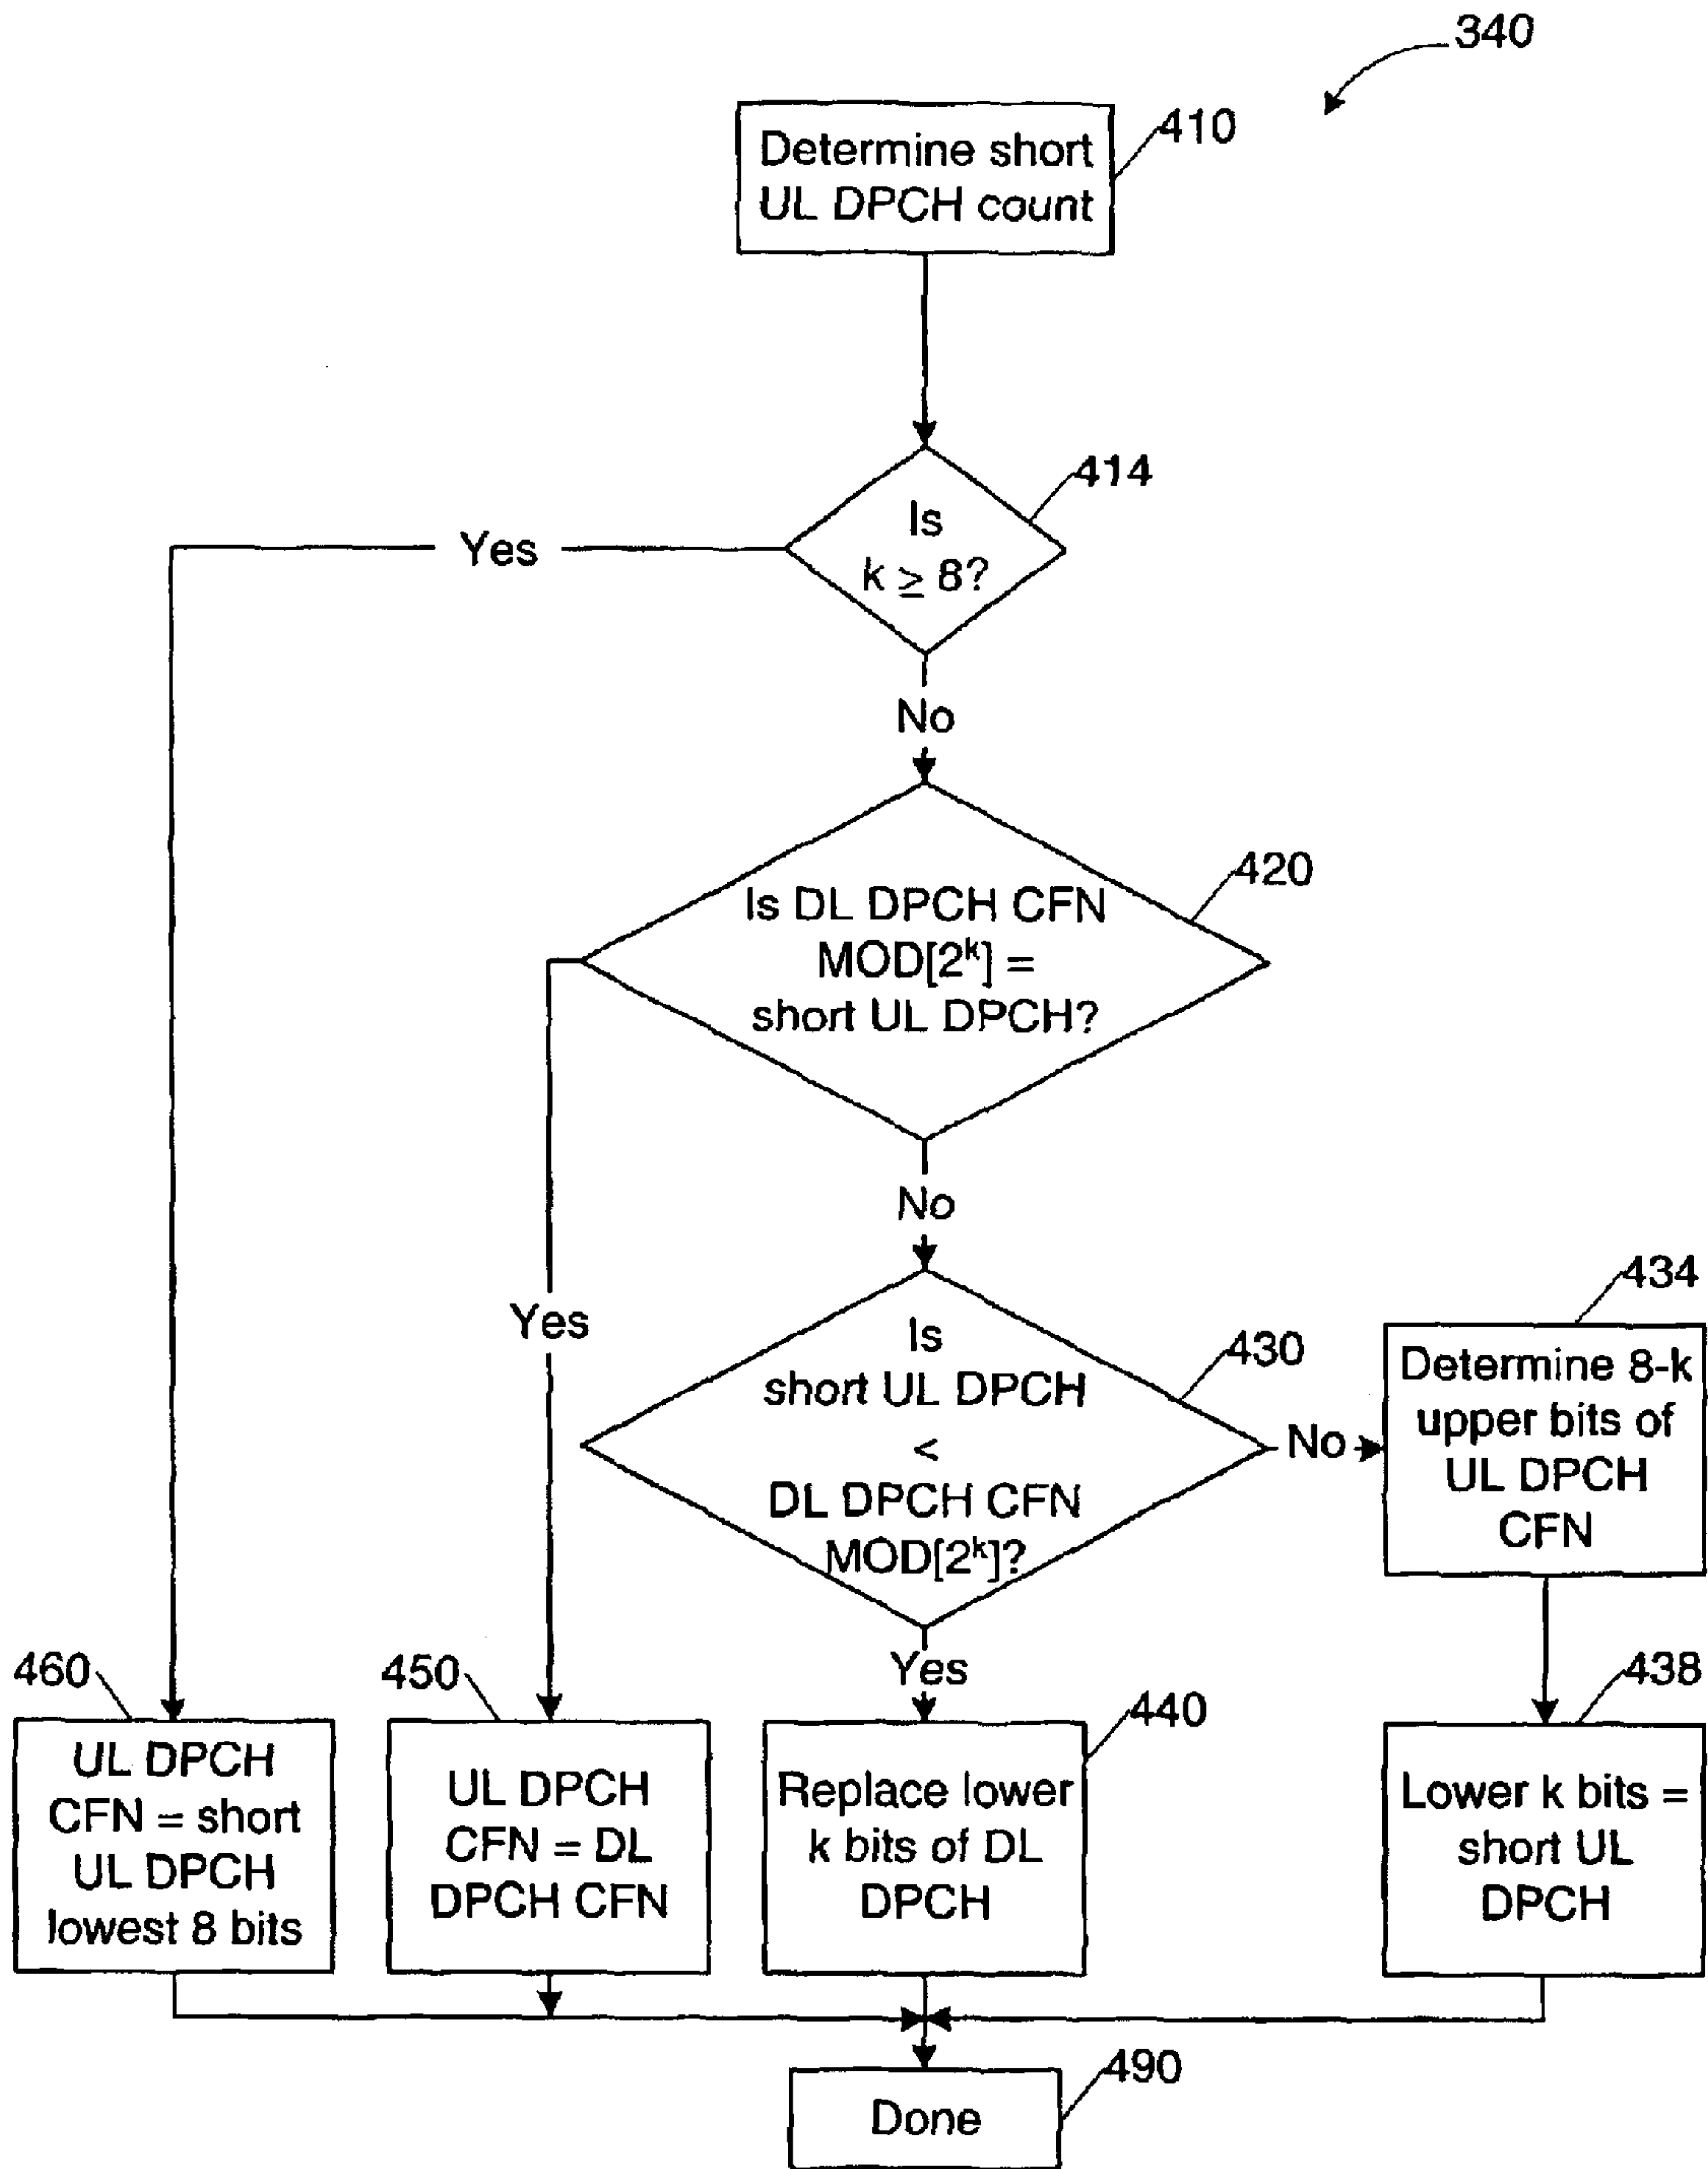 340
Determine short
UL DPCH count
410
Is
k ≥ 8?
414
Yes
No
Is DL DPCH CFN
MOD[2^k] =
short UL DPCH?
420
Yes
No
Is
short UL DPCH
<
DL DPCH CFN
MOD[2^k]?
430
No
Yes
434
Determine 8-k
upper bits of
UL DPCH
CFN
460
UL DPCH
CFN = short
UL DPCH
lowest 8 bits
450
UL DPCH
CFN = DL
DPCH CFN
440
Replace lower
k bits of DL
DPCH
438
Lower k bits =
short UL
DPCH
490
Done